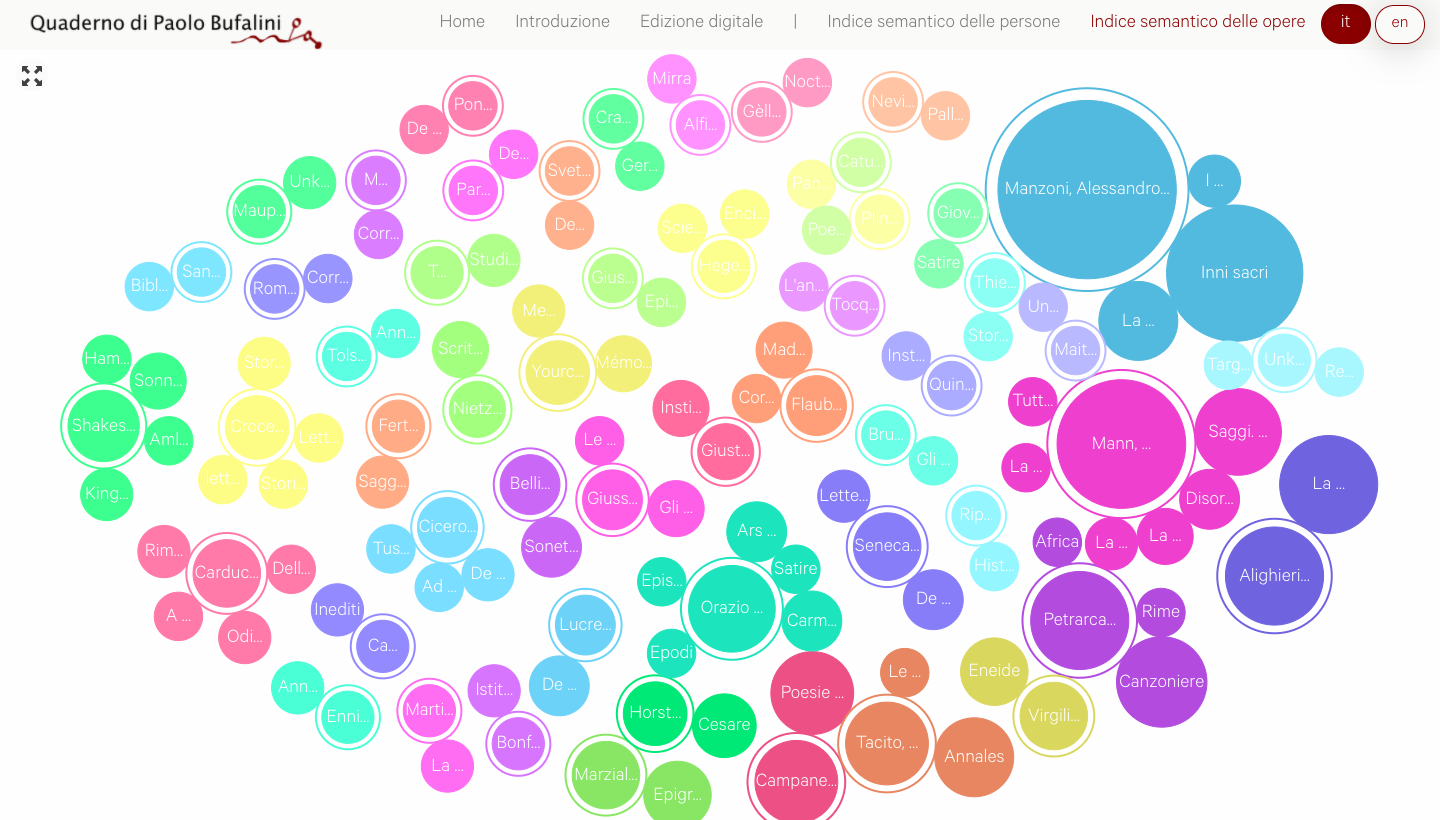 Quaderno di Paolo Bufalini
Home
Introduzione
Edizione digitale
|
Indice semantico delle persone
Indice semantico delle opere
it
en
Mirra
Noct...
Pon...
De ...
Cra...
Alfi...
Gèll...
Nevi...
Pall...
De...
Ger...
Svet...
Catu...
Unk...
M...
Par...
Pan...
Manzoni, Alessandro...
I ...
Maup...
Corr...
De...
Scie...
Enci...
Poe...
Plin...
Giov...
Bibl...
San...
Rom...
Corr...
T...
Studi...
Gius...
Hege...
Satire
Inni sacri
Epi...
L'an...
Tocq...
Thie...
Un...
La ...
Me...
Ann...
Stor...
Ham...
Sonn...
Stor...
Tols...
Scrit...
Yourc...
Mémo...
Mad...
Inst...
Mait...
Targ...
Unk...
Re...
Quin...
Nietz...
Insti...
Cor...
Flaub...
Tutt...
Shakes...
Aml...
Croce...
Lett...
Fert...
Le ...
Giust...
Bru...
Gli ...
Mann, ...
Saggi. ...
La ...
King...
lett...
Stori...
Sagg...
Belli...
Giuss...
Gli ...
Lette...
Disor...
La ...
Rim...
Cicero...
Tus...
Sonet...
Ars ...
Seneca...
Rip...
Africa
La ...
La ...
Carduc...
Dell...
Ad ...
De ...
Epis...
Satire
Hist...
Alighieri...
A ...
Odi...
Inediti
Ca...
Lucre...
Orazio ...
Carm...
De ...
Petrarca...
Rime
Epodi
Ann...
Enni...
Marti...
Istit...
De ...
Horst...
Cesare
Poesie ...
Le ...
Eneide
Canzoniere
Virgili...
La ...
Bonf...
Marzial...
Epigr...
Campane...
Tacito, ...
Annales